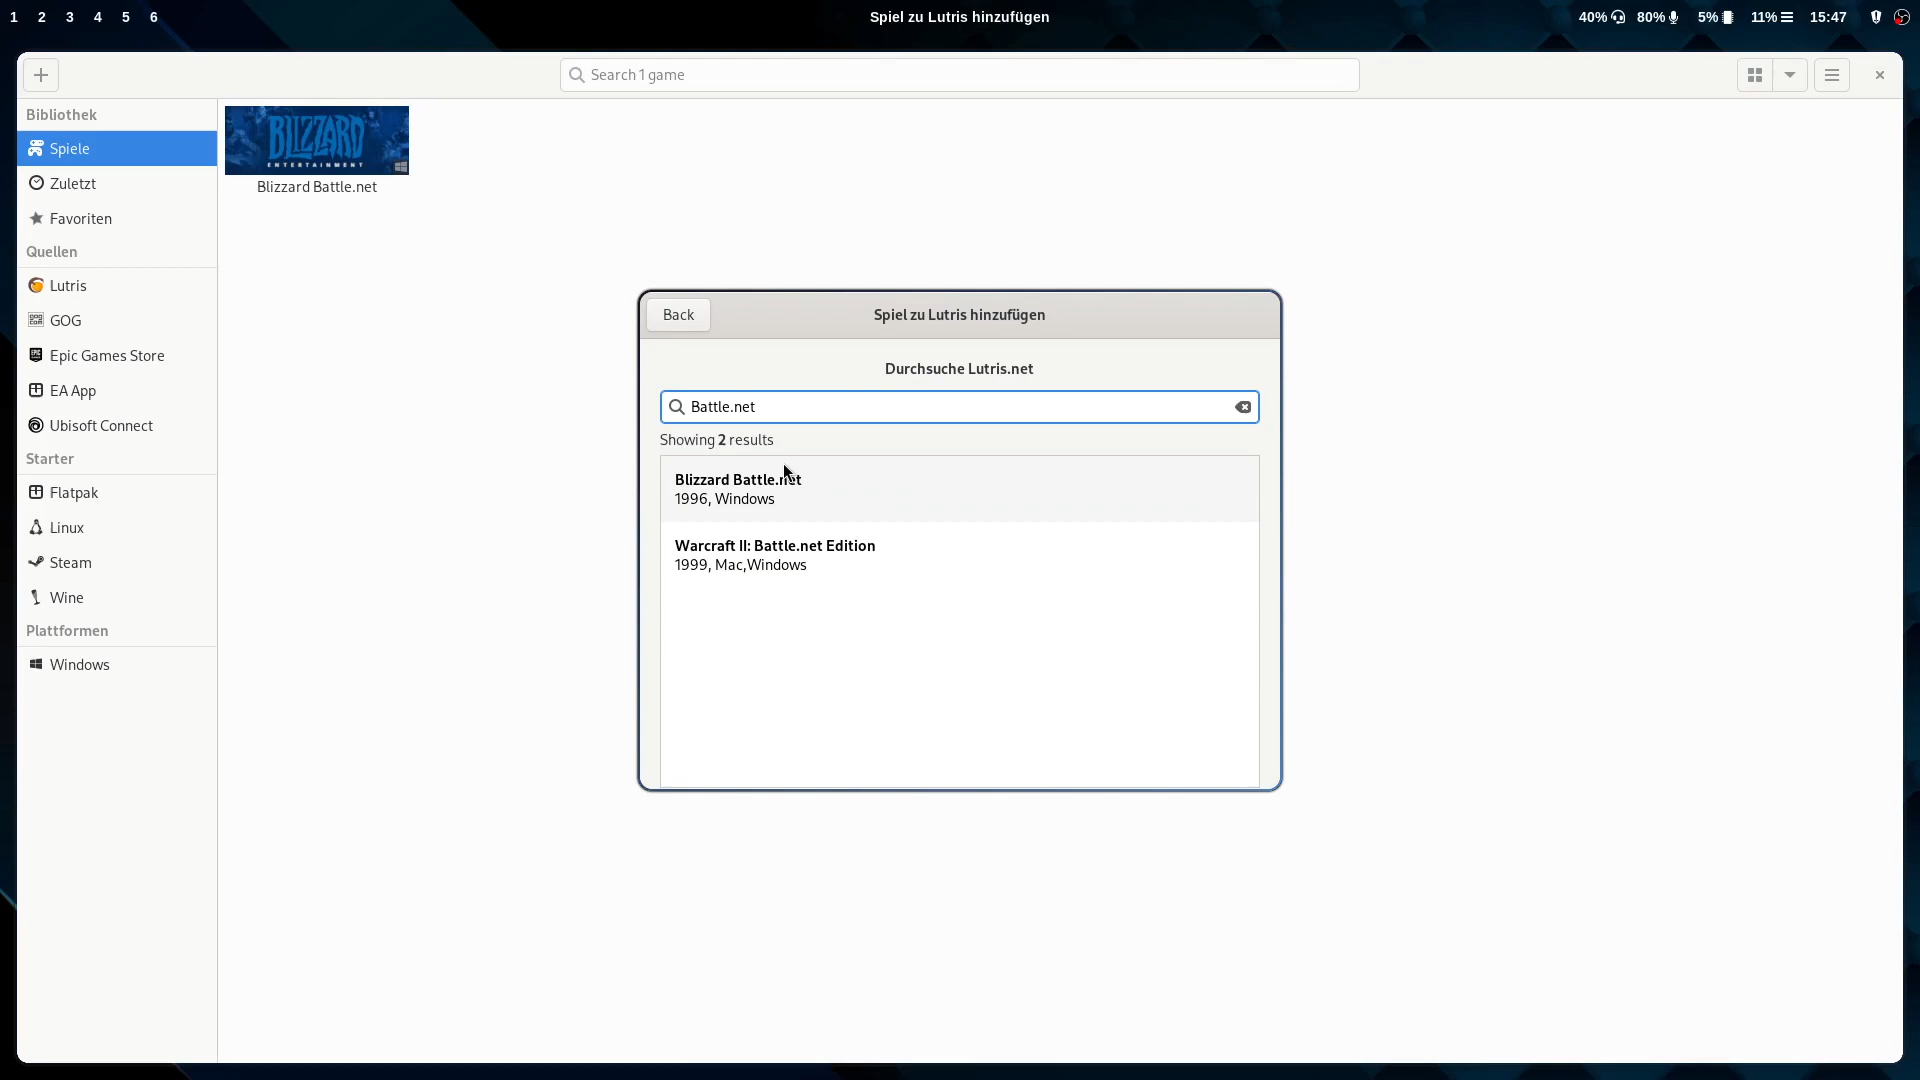 1 2 3 4 5 6
Spiel zu Lutris hinzufügen
40% 80% 5% 11% 15:47
Search 1 game
Bibliothek
Spiele
Zuletzt
Favoriten
Quellen
Lutris
GOG
Epic Games Store
EA App
Ubisoft Connect
Starter
Flatpak
Linux
Steam
Wine
Plattformen
Windows
BLIZZARD
ENTERTAINMENT
Blizzard Battle.net
Back
Spiel zu Lutris hinzufügen
Durchsuche Lutris.net
Battle.net
Showing 2 results
Blizzard Battle.net
1996, Windows
Warcraft II: Battle.net Edition
1999, Mac,Windows